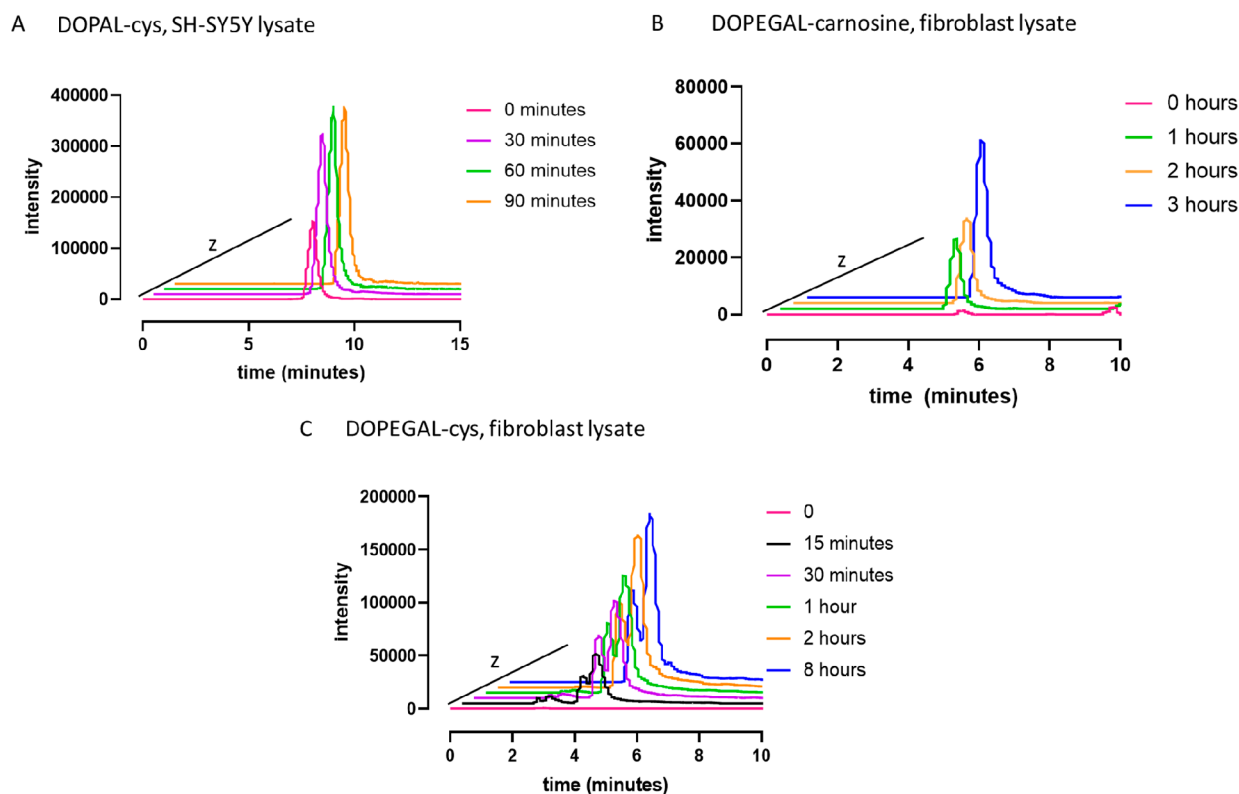 A DOPAL-cys, SH-SY5Y lysate
400000
300000
200000
100000
0
intensity
z
0 5 10 15
time (minutes)
0 minutes
30 minutes
60 minutes
90 minutes
B DOPEGAL-carnosine, fibroblast lysate
80000
60000
40000
20000
0
intensity
z
0 2 4 6 8 10
time (minutes)
0 hours
1 hours
2 hours
3 hours
C DOPEGAL-cys, fibroblast lysate
200000
150000
100000
50000
0
intensity
z
0 2 4 6 8 10
time (minutes)
0
15 minutes
30 minutes
1 hour
2 hours
8 hours